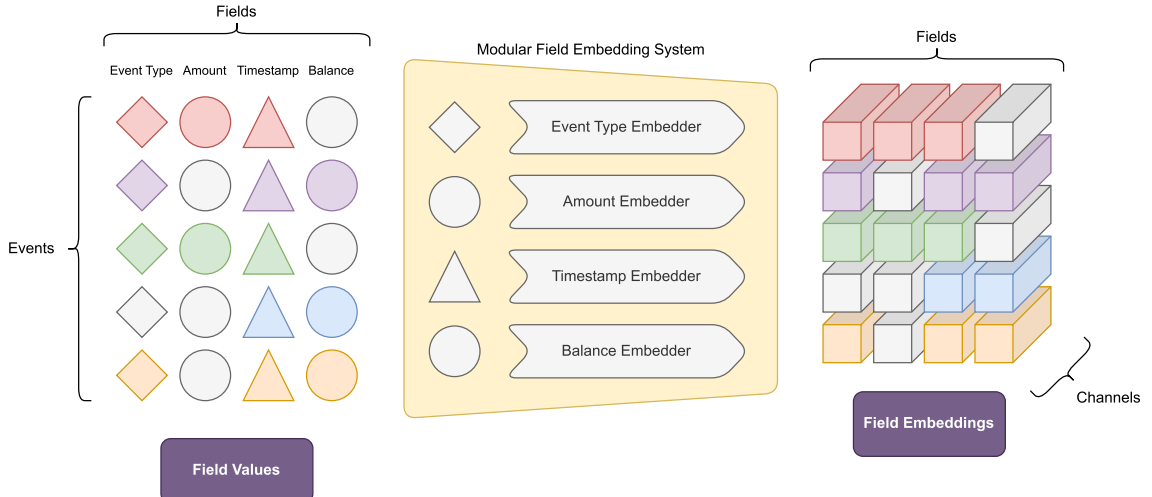 Fields
Event Type Amount Timestamp Balance
Events
Field Values
Modular Field Embedding System
Event Type Embedder
Amount Embedder
Timestamp Embedder
Balance Embedder
Fields
Channels
Field Embeddings